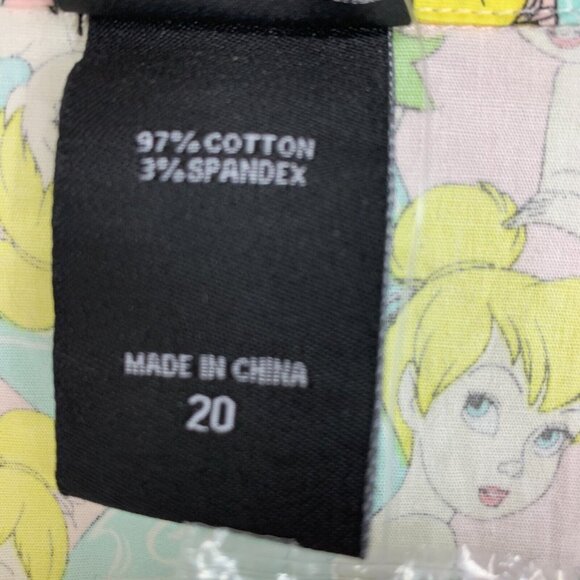 97% COTTON
3% SPANDEX
MADE IN CHINA
20